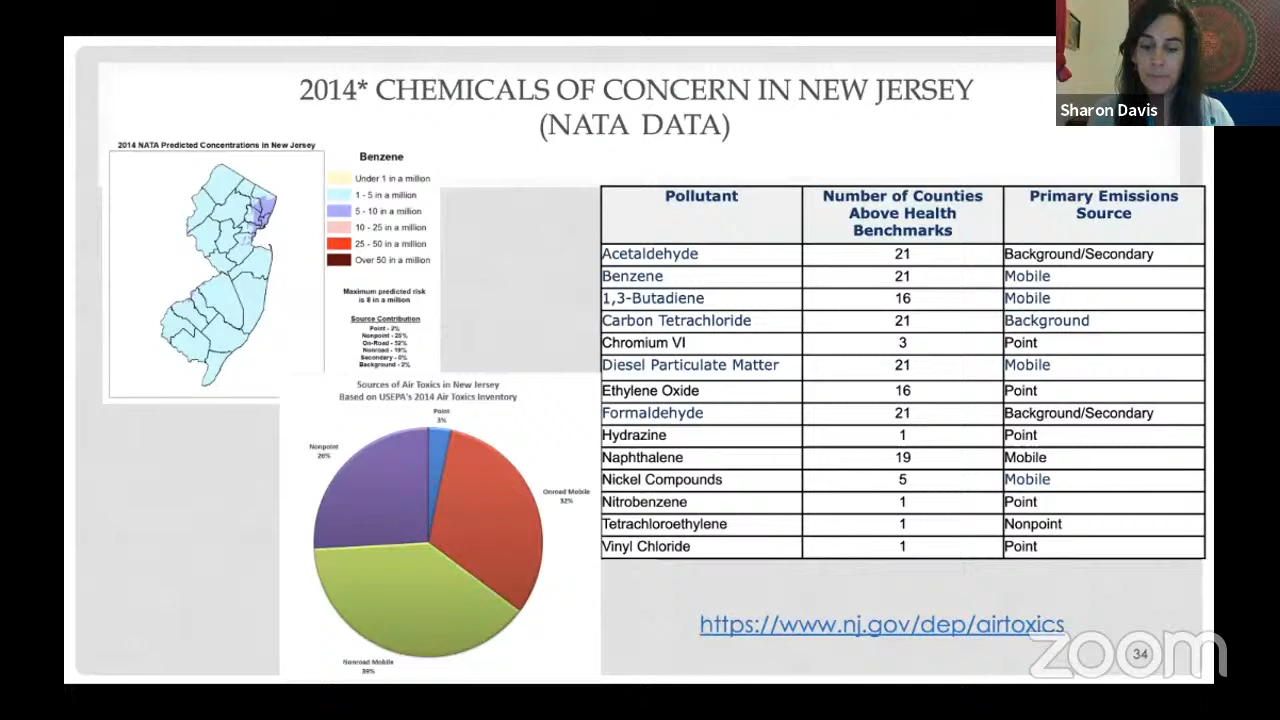 Sharon Davis
2014* CHEMICALS OF CONCERN IN NEW JERSEY
(NATA DATA)
2014 NATA Predicted Concentrations in New Jersey
Benzene
Under 1 in a million
1 - 5 in a million
5 - 10 in a million
10 - 25 in a million
25 - 50 in a million
Over 50 in a million
Maximum predicted risk
is 8 in a million
Source Contribution
Point - 2%
Nonpoint - 25%
On-Road - 52%
Nonroad - 19%
Secondary - 0%
Background - 2%
Sources of Air Toxics in New Jersey
Based on USEPA's 2014 Air Toxics Inventory
Point
3%
Nonpoint
26%
Onroad Mobile
32%
Nonroad Mobile
39%
Pollutant Number of Counties Above Health Benchmarks Primary Emissions Source
Acetaldehyde 21 Background/Secondary
Benzene 21 Mobile
1,3-Butadiene 16 Mobile
Carbon Tetrachloride 21 Background
Chromium VI 3 Point
Diesel Particulate Matter 21 Mobile
Ethylene Oxide 16 Point
Formaldehyde 21 Background/Secondary
Hydrazine 1 Point
Naphthalene 19 Mobile
Nickel Compounds 5 Mobile
Nitrobenzene 1 Point
Tetrachloroethylene 1 Nonpoint
Vinyl Chloride 1 Point
https://www.nj.gov/dep/airtoxics
34
zoom